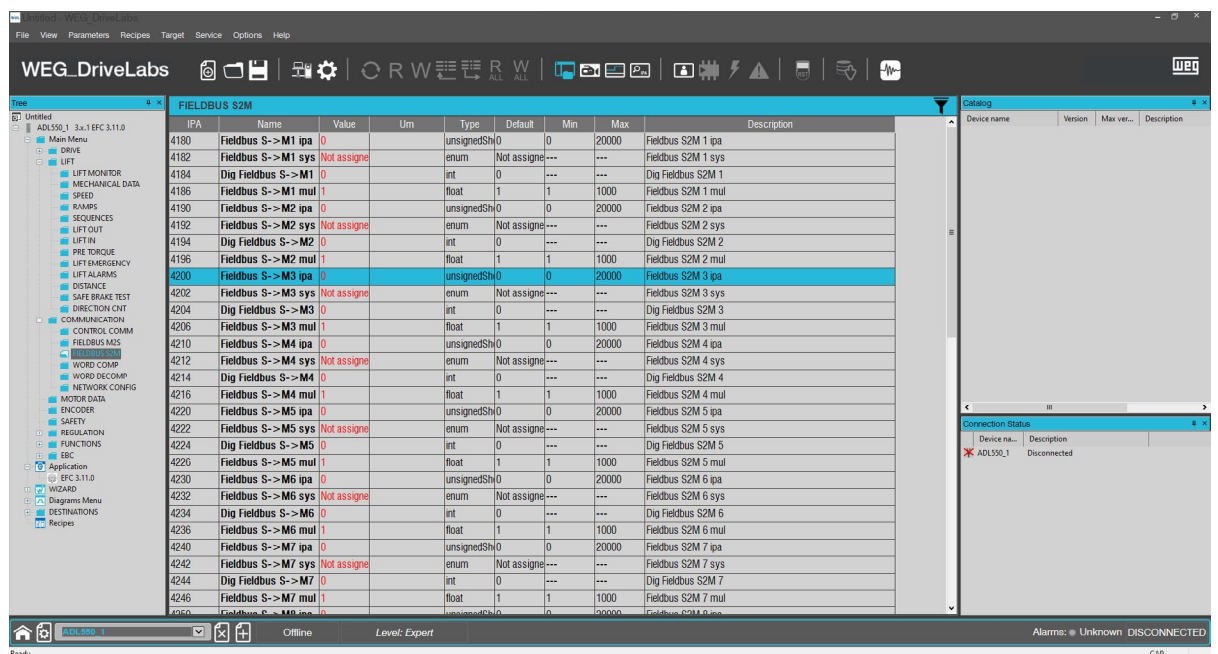 Untitled - WEG_DriveLabs
File View Parameters Recipes Target Service Options Help
WEG_DriveLabs R W R ALL W ALL
Tree
Untitled
ADL550_1 3.x.1 EFC 3.11.0
Main Menu
DRIVE
LIFT
LIFT MONITOR
MECHANICAL DATA
SPEED
RAMPS
SEQUENCES
LIFT OUT
LIFT IN
PRE TORQUE
LIFT EMERGENCY
LIFT ALARMS
DISTANCE
SAFE BRAKE TEST
DIRECTION CNT
COMMUNICATION
CONTROL COMM
FIELDBUS M2S
FIELDBUS S2M
WORD COMP
WORD DECOMP
NETWORK CONFIG
MOTOR DATA
ENCODER
SAFETY
REGULATION
FUNCTIONS
EBC
Application
EFC 3.11.0
WIZARD
Diagrams Menu
DESTINATIONS
Recipes
FIELDBUS S2M
IPA Name Value Um Type Default Min Max Description
4180 Fieldbus S->M1 ipa 0 unsignedSh 0 0 20000 Fieldbus S2M 1 ipa
4182 Fieldbus S->M1 sys Not assigne enum Not assigne --- --- Fieldbus S2M 1 sys
4184 Dig Fieldbus S->M1 0 int 0 --- --- Dig Fieldbus S2M 1
4186 Fieldbus S->M1 mul 1 float 1 1 1000 Fieldbus S2M 1 mul
4190 Fieldbus S->M2 ipa 0 unsignedSh 0 0 20000 Fieldbus S2M 2 ipa
4192 Fieldbus S->M2 sys Not assigne enum Not assigne --- --- Fieldbus S2M 2 sys
4194 Dig Fieldbus S->M2 0 int 0 --- --- Dig Fieldbus S2M 2
4196 Fieldbus S->M2 mul 1 float 1 1 1000 Fieldbus S2M 2 mul
4200 Fieldbus S->M3 ipa 0 unsignedSh 0 0 20000 Fieldbus S2M 3 ipa
4202 Fieldbus S->M3 sys Not assigne enum Not assigne --- --- Fieldbus S2M 3 sys
4204 Dig Fieldbus S->M3 0 int 0 --- --- Dig Fieldbus S2M 3
4206 Fieldbus S->M3 mul 1 float 1 1 1000 Fieldbus S2M 3 mul
4210 Fieldbus S->M4 ipa 0 unsignedSh 0 0 20000 Fieldbus S2M 4 ipa
4212 Fieldbus S->M4 sys Not assigne enum Not assigne --- --- Fieldbus S2M 4 sys
4214 Dig Fieldbus S->M4 0 int 0 --- --- Dig Fieldbus S2M 4
4216 Fieldbus S->M4 mul 1 float 1 1 1000 Fieldbus S2M 4 mul
4220 Fieldbus S->M5 ipa 0 unsignedSh 0 0 20000 Fieldbus S2M 5 ipa
4222 Fieldbus S->M5 sys Not assigne enum Not assigne --- --- Fieldbus S2M 5 sys
4224 Dig Fieldbus S->M5 0 int 0 --- --- Dig Fieldbus S2M 5
4226 Fieldbus S->M5 mul 1 float 1 1 1000 Fieldbus S2M 5 mul
4230 Fieldbus S->M6 ipa 0 unsignedSh 0 0 20000 Fieldbus S2M 6 ipa
4232 Fieldbus S->M6 sys Not assigne enum Not assigne --- --- Fieldbus S2M 6 sys
4234 Dig Fieldbus S->M6 0 int 0 --- --- Dig Fieldbus S2M 6
4236 Fieldbus S->M6 mul 1 float 1 1 1000 Fieldbus S2M 6 mul
4240 Fieldbus S->M7 ipa 0 unsignedSh 0 0 20000 Fieldbus S2M 7 ipa
4242 Fieldbus S->M7 sys Not assigne enum Not assigne --- --- Fieldbus S2M 7 sys
4244 Dig Fieldbus S->M7 0 int 0 --- --- Dig Fieldbus S2M 7
4246 Fieldbus S->M7 mul 1 float 1 1 1000 Fieldbus S2M 7 mul
Catalog
Device name Version Max ver... Description
Connection Status
Device na... Description
ADL550_1 Disconnected
ADL550_1 Offline Level: Expert Alarms: Unknown DISCONNECTED